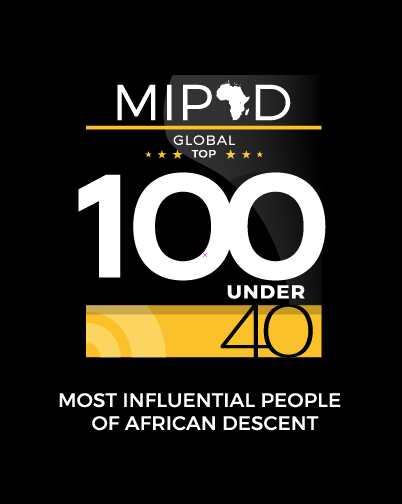 MIPAD
GLOBAL
TOP
100
UNDER
40
MOST INFLUENTIAL PEOPLE
OF AFRICAN DESCENT